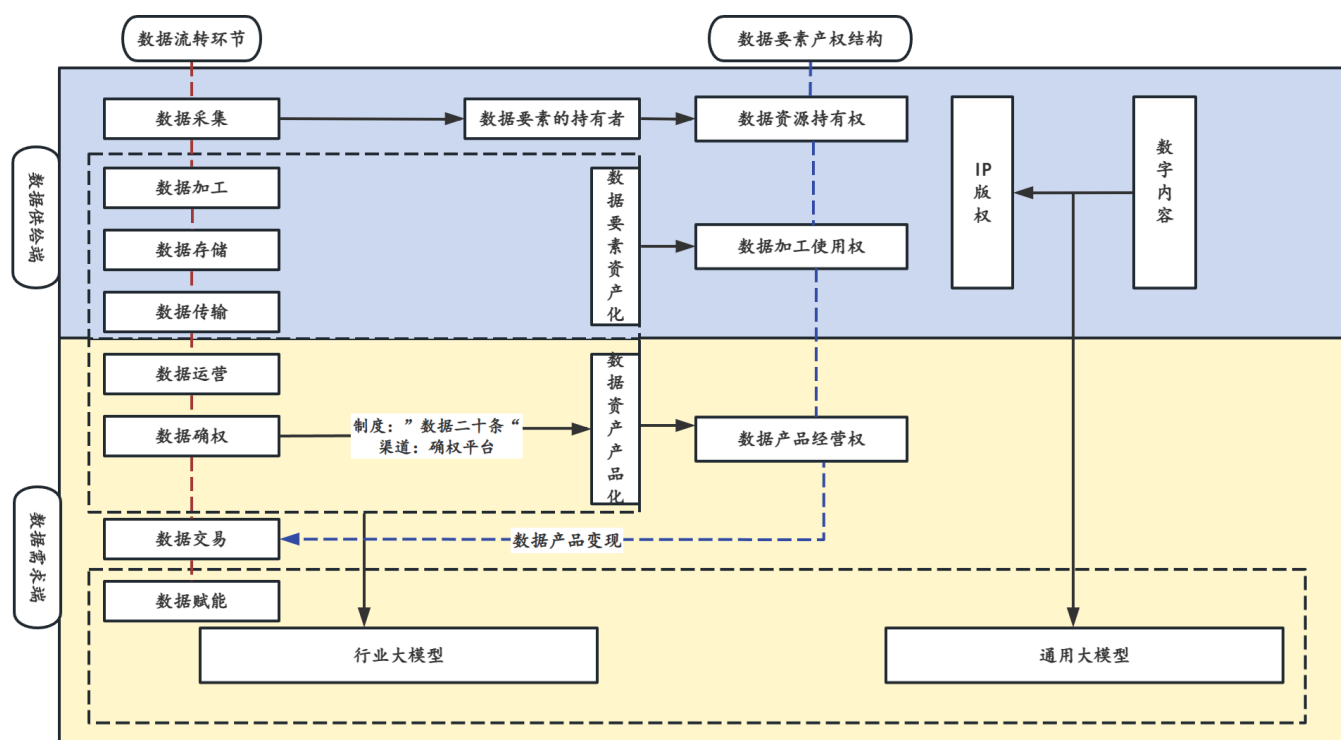 数据流转环节
数据要素产权结构
数据供给端
数据采集
数据要素的持有者
数据资源持有权
IP版权
数字内容
数据加工
数据要素资产化
数据存储
数据加工使用权
数据传输
数据需求端
数据运营
数据资产产品化
数据确权
制度：”数据二十条“
渠道：确权平台
数据产品经营权
数据交易
数据产品变现
数据赋能
行业大模型
通用大模型